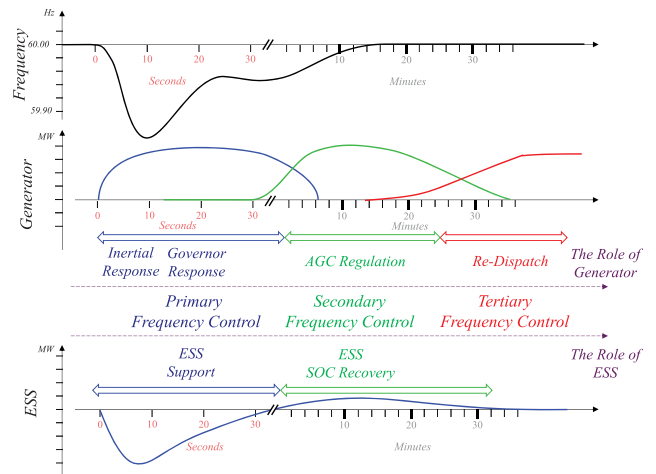 Hz
60.00
59.90
Frequency
0 10 20 30 10 20 30
Seconds Minutes
MW
Generator
0 10 20 30 10 20 30
Seconds Minutes
Inertial Response
Governor Response
AGC Regulation
Re-Dispatch
The Role of Generator
Primary Frequency Control
Secondary Frequency Control
Tertiary Frequency Control
MW
ESS Support
ESS SOC Recovery
The Role of ESS
ESS
0 10 20 30 10 20 30
Seconds Minutes